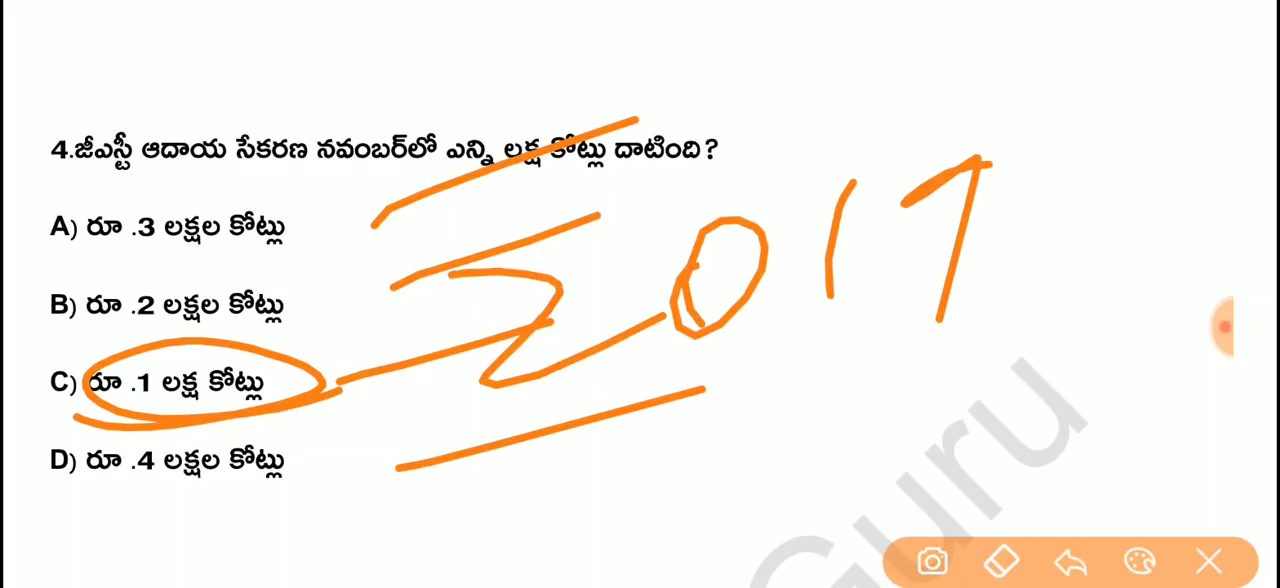 4.జీఎస్టీ ఆదాయ సేకరణ నవంబర్‌లో ఎన్ని లక్ష కోట్లు దాటింది?
A) రూ .3 లక్షల కోట్లు
2017
B) రూ .2 లక్షల కోట్లు
C) రూ .1 లక్ష కోట్లు
D) రూ .4 లక్షల కోట్లు
Guru